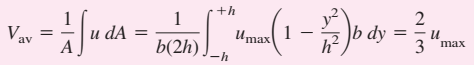 V_av = 1/A ∫ u dA = 1/b(2h) ∫_{-h}^{+h} u_max (1 − y²/h²) b dy = 2/3 u_max